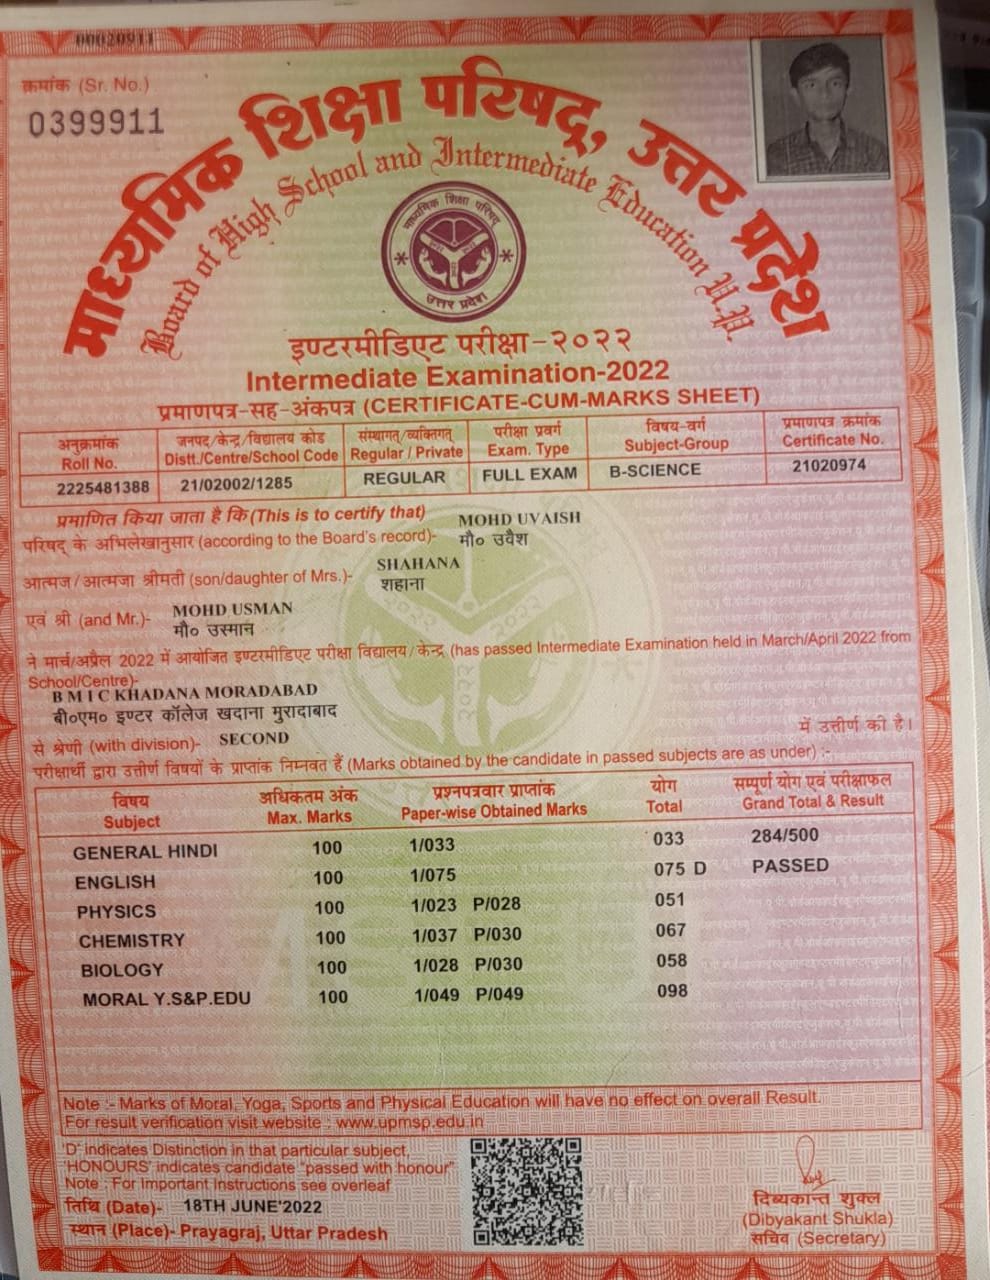 00020911
क्रमांक (Sr. No.)
0399911
माध्यमिक शिक्षा परिषद्, उत्तर प्रदेश
Board of High School and Intermediate Education U.P.
माध्यमिक शिक्षा परिषद्
उत्तर प्रदेश
इण्टरमीडिएट परीक्षा-२०२२
Intermediate Examination-2022
प्रमाणपत्र-सह-अंकपत्र (CERTIFICATE-CUM-MARKS SHEET)
अनुक्रमांक जनपद/केन्द्र/विद्यालय कोड संस्थागत/व्यक्तिगत् परीक्षा प्रवर्ग विषय-वर्ग प्रमाणपत्र क्रमांक
Roll No. Distt./Centre/School Code Regular / Private Exam. Type Subject-Group Certificate No.
2225481388 21/02002/1285 REGULAR FULL EXAM B-SCIENCE 21020974
प्रमाणित किया जाता है कि (This is to certify that) MOHD UVAISH
परिषद् के अभिलेखानुसार (according to the Board's record)- मौ० उवैश
SHAHANA
आत्मज/आत्मजा श्रीमती (son/daughter of Mrs.)- शहाना
एवं श्री (and Mr.)- MOHD USMAN
मौ० उस्मान
ने मार्च/अप्रैल 2022 में आयोजित इण्टरमीडिएट परीक्षा विद्यालय/केन्द्र (has passed Intermediate Examination held in March/April 2022 from
School/Centre)-
B M I C KHADANA MORADABAD
बी०एम० इण्टर कॉलेज खदाना मुरादाबाद
में उत्तीर्ण की है।
से श्रेणी (with division)- SECOND
परीक्षार्थी द्वारा उत्तीर्ण विषयों के प्राप्तांक निम्नवत हैं (Marks obtained by the candidate in passed subjects are as under) :-
विषय अधिकतम अंक प्रश्नपत्रवार प्राप्तांक योग सम्पूर्ण योग एवं परीक्षाफल
Subject Max. Marks Paper-wise Obtained Marks Total Grand Total & Result
GENERAL HINDI 100 1/033 033 284/500
ENGLISH 100 1/075 075 D PASSED
PHYSICS 100 1/023 P/028 051
CHEMISTRY 100 1/037 P/030 067
BIOLOGY 100 1/028 P/030 058
MORAL Y.S&P.EDU 100 1/049 P/049 098
Note :- Marks of Moral, Yoga, Sports and Physical Education will have no effect on overall Result.
For result verification visit website : www.upmsp.edu.in
'D' indicates Distinction in that particular subject,
'HONOURS' indicates candidate "passed with honour"
Note : For Important Instructions see overleaf
तिथि (Date)- 18TH JUNE'2022
स्थान (Place)- Prayagraj, Uttar Pradesh
दिब्यकान्त शुक्ल
(Dibyakant Shukla)
सचिव (Secretary)